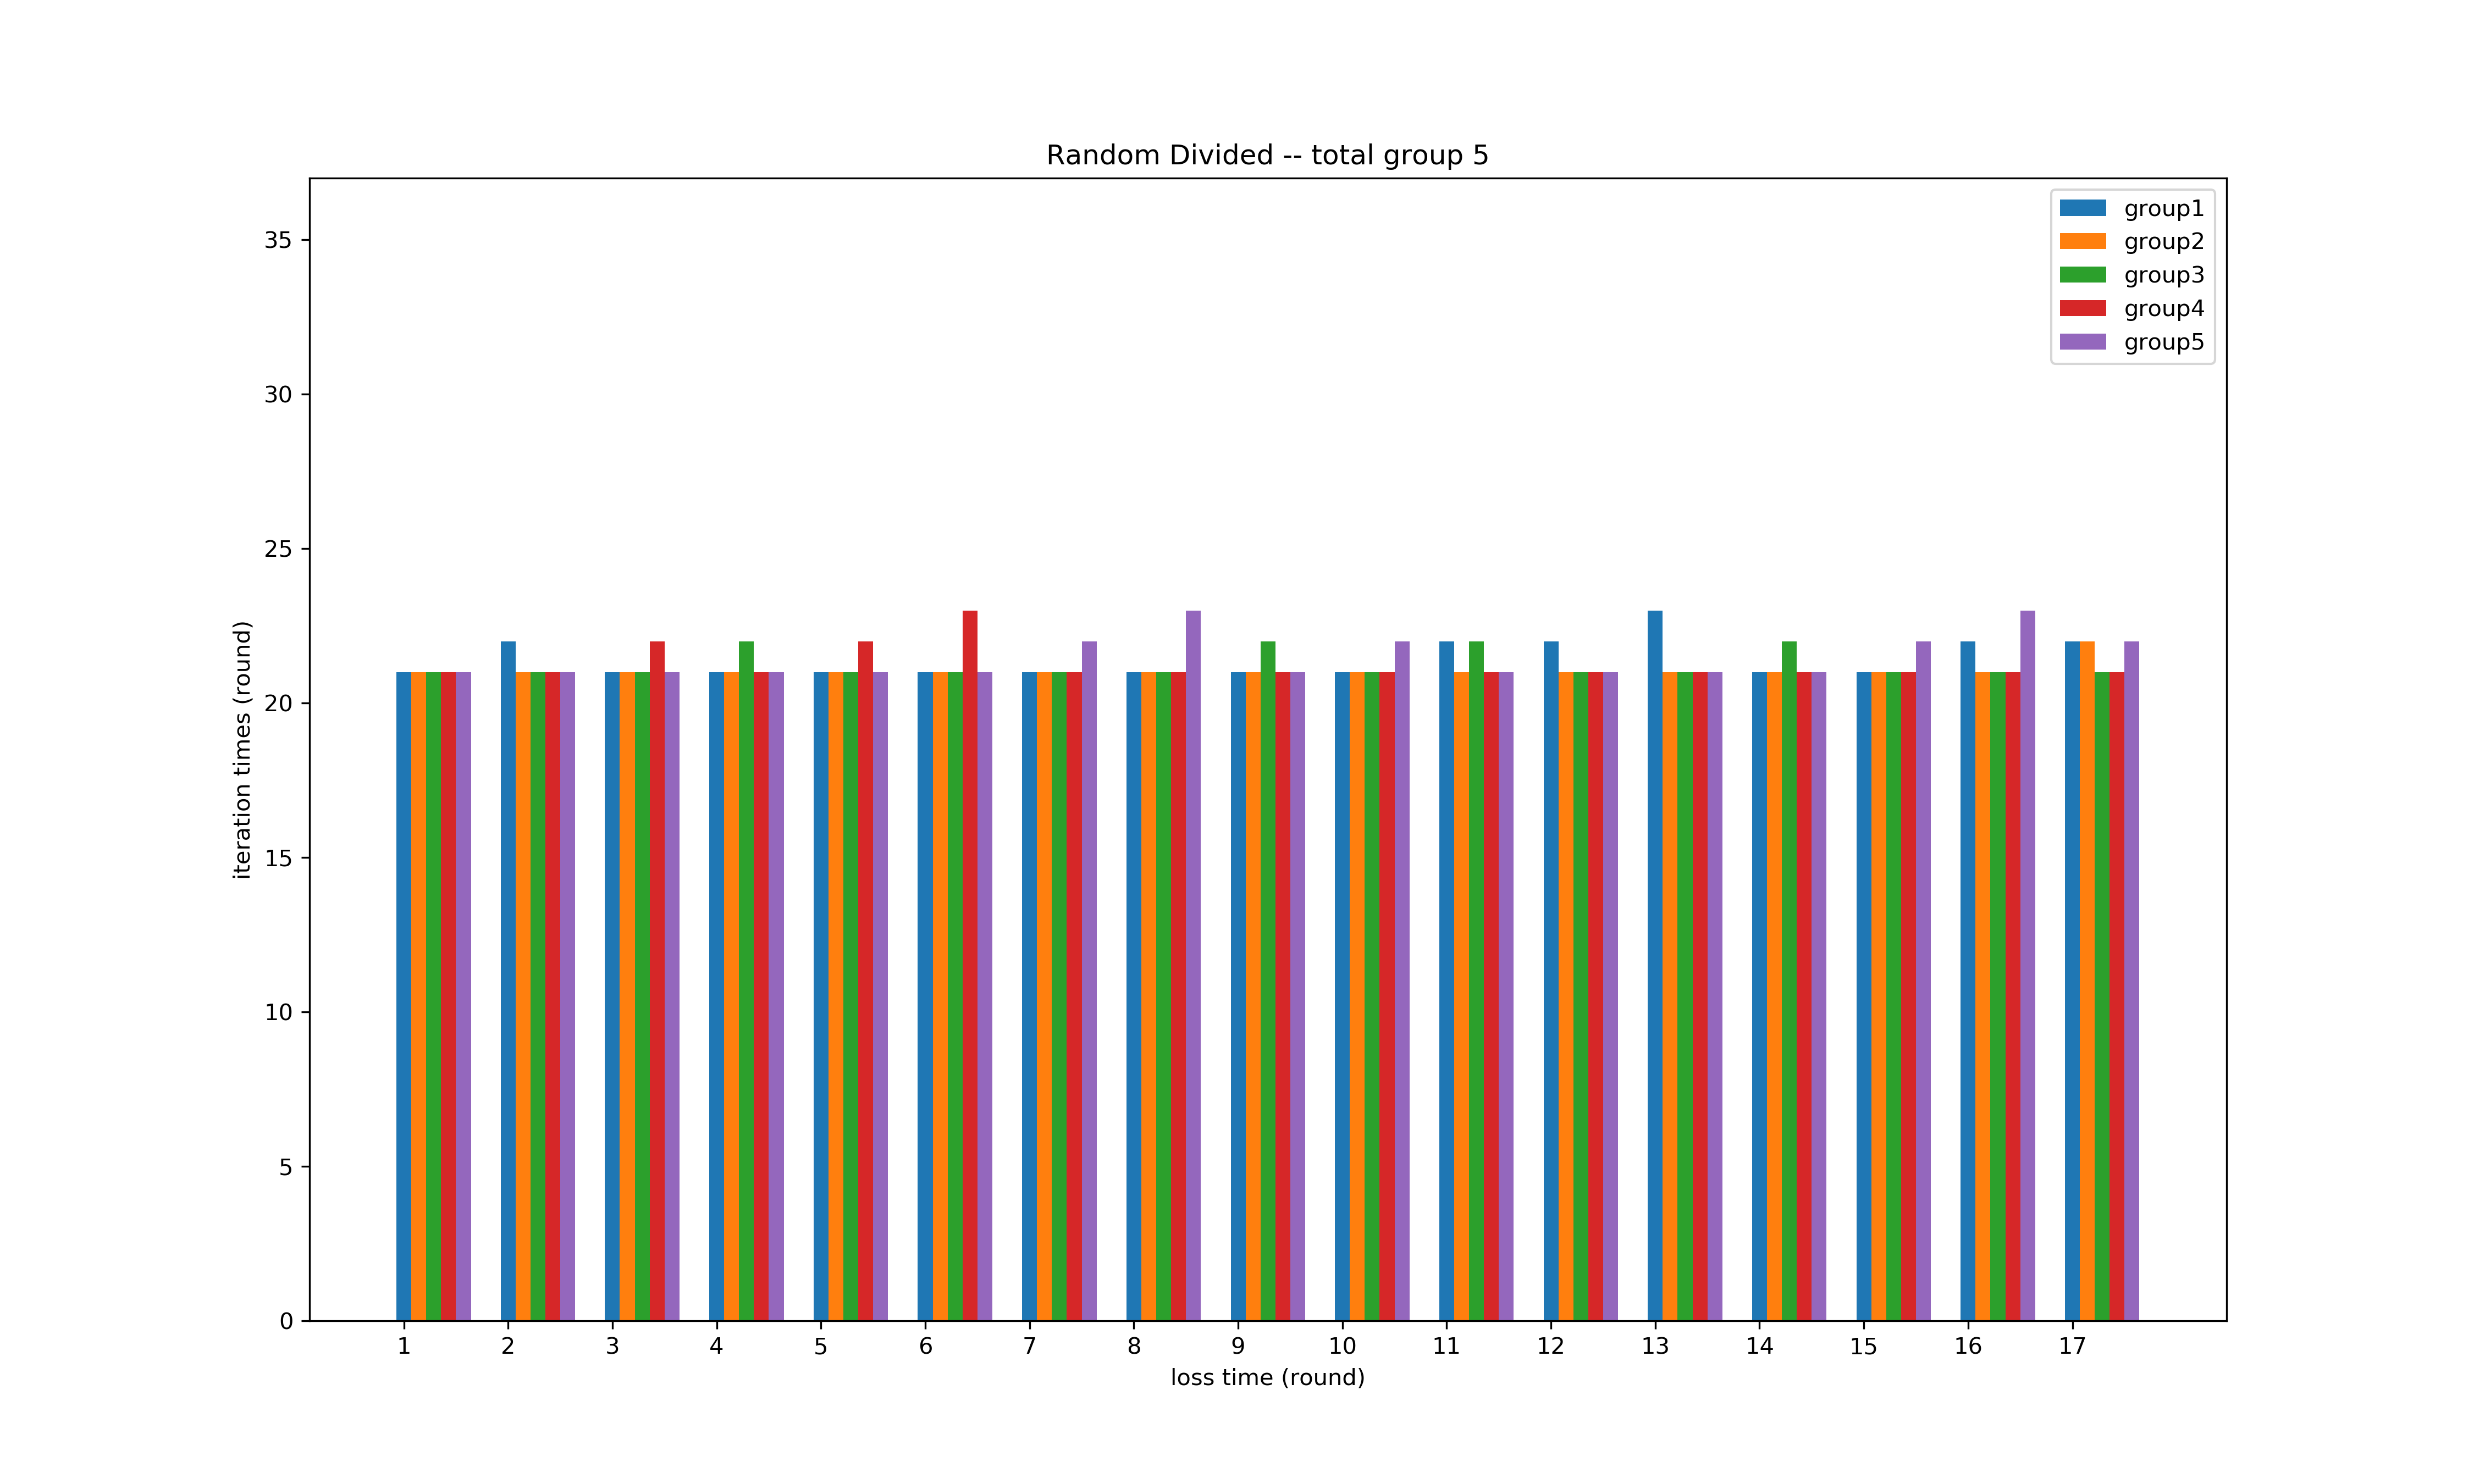 Random Divided -- total group 5
group1
group2
group3
group4
group5
35
30
25
20
15
10
5
0
iteration times (round)
1 2 3 4 5 6 7 8 9 10 11 12 13 14 15 16 17
loss time (round)